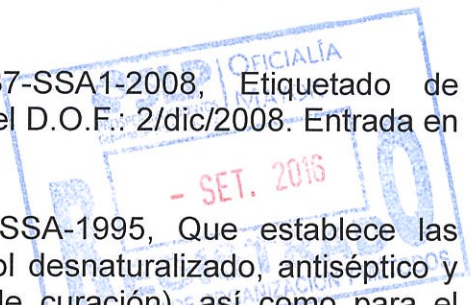 OFICIALÍA
37-SSA1-2008, Etiquetado de
el D.O.F.: 2/dic/2008. Entrada en
- SET. 2016
SSA-1995, Que establece las
ol desnaturalizado, antiséptico y
de curación), así como para el